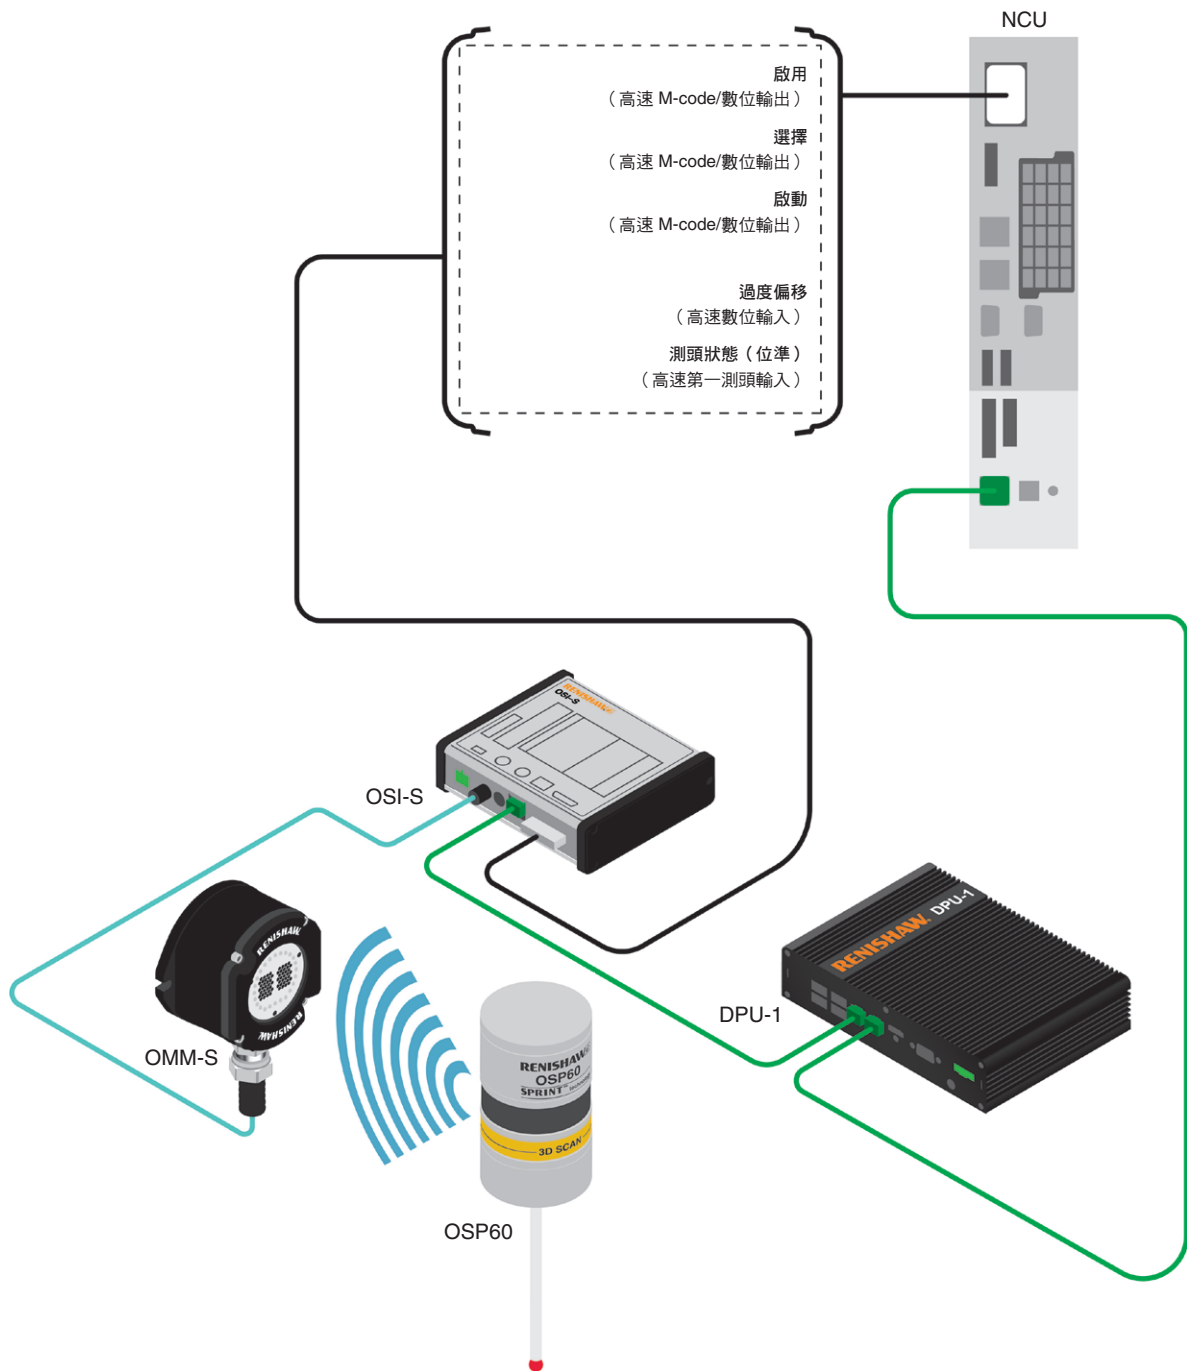 NCU
啟用
（高速 M-code/數位輸出）
選擇
（高速 M-code/數位輸出）
啟動
（高速 M-code/數位輸出）
過度偏移
（高速數位輸入）
測頭狀態（位準）
（高速第一測頭輸入）
RENISHAW
OSI-S
OSI-S
RENISHAW
RENISHAW
OMM-S
RENISHAW
DPU-1
DPU-1
RENISHAW
OSP60
SPRINT™
3D SCAN
OSP60